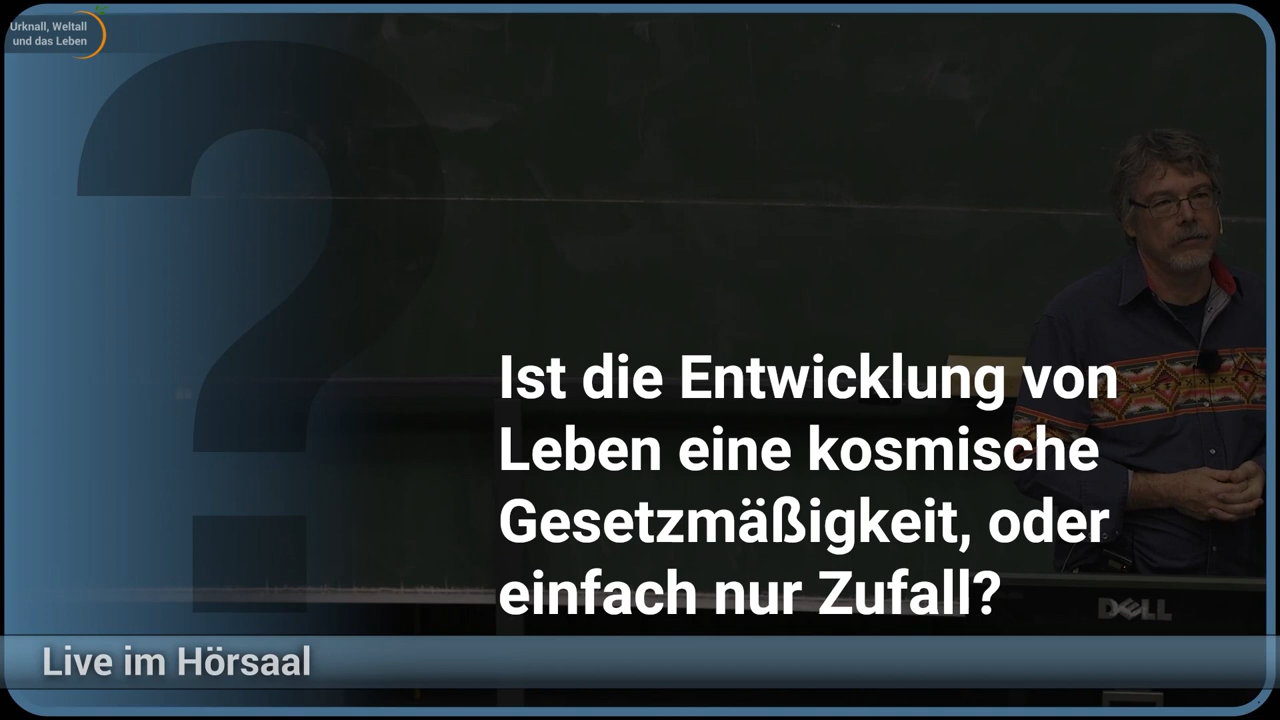 Urknall, Weltall
und das Leben
Ist die Entwicklung von
Leben eine kosmische
Gesetzmäßigkeit, oder
einfach nur Zufall?
DELL
Live im Hörsaal